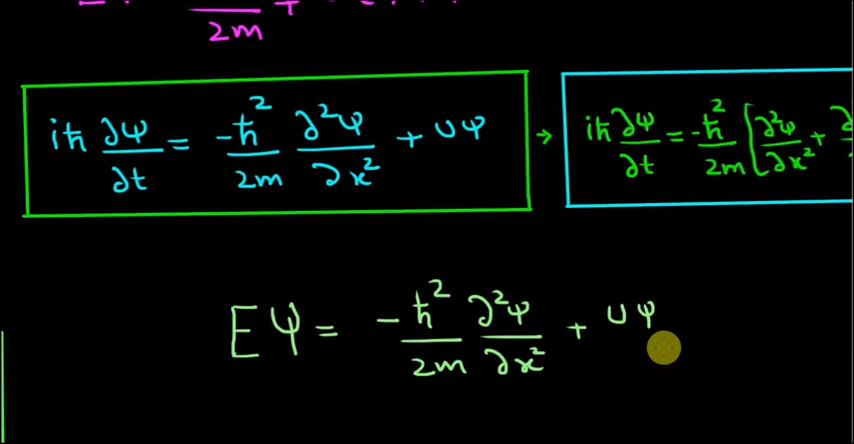 2m
iħ ∂ψ/∂t = -ħ²/2m ∂²ψ/∂x² + Uψ → iħ ∂ψ/∂t = -ħ²/2m [∂²ψ/∂x² +
Eψ = -ħ²/2m ∂²ψ/∂x² + Uψ